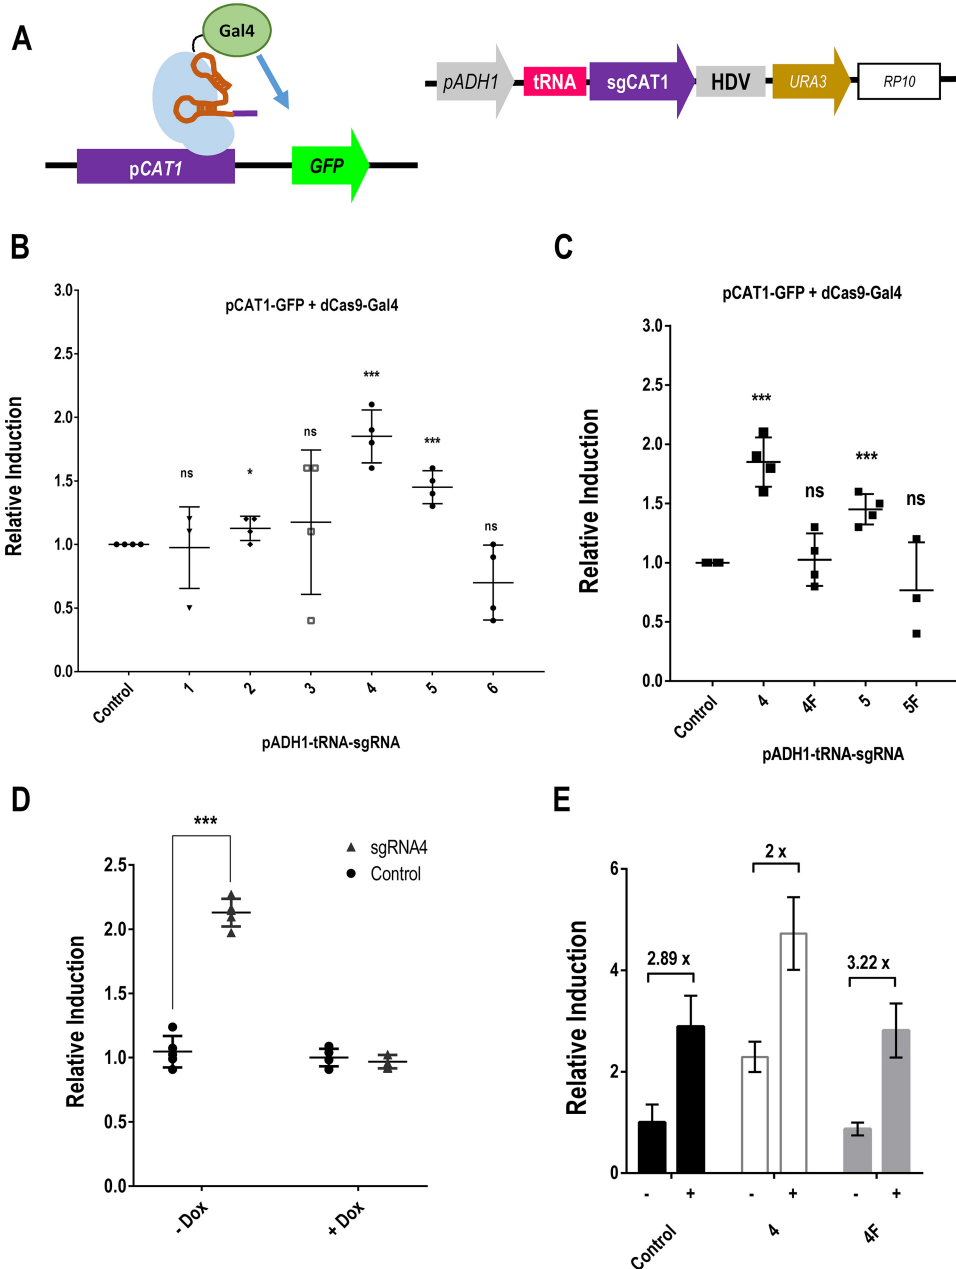 A
Gal4
pCAT1
GFP
pADH1
tRNA
sgCAT1
HDV
URA3
RP10
B
pCAT1-GFP + dCas9-Gal4
Relative Induction
3.0
2.5
2.0
1.5
1.0
0.5
0.0
ns
*
ns
***
***
ns
Control
1
2
3
4
5
6
pADH1-tRNA-sgRNA
C
pCAT1-GFP + dCas9-Gal4
Relative Induction
3.0
2.5
2.0
1.5
1.0
0.5
0.0
***
ns
***
ns
Control
4
4F
5
5F
pADH1-tRNA-sgRNA
D
***
sgRNA4
Control
Relative Induction
2.5
2.0
1.5
1.0
0.5
0.0
- Dox
+ Dox
E
Relative Induction
6
4
2
0
2.89 x
2 x
3.22 x
- + - + - +
Control
4
4F